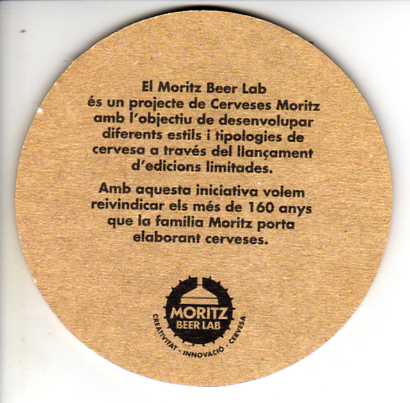 El Moritz Beer Lab
és un projecte de Cerveses Moritz
amb l'objectiu de desenvolupar
diferents estils i tipologies de
cervesa a través del llançament
d'edicions limitades.
Amb aquesta iniciativa volem
reivindicar els més de 160 anys
que la família Moritz porta
elaborant cerveses.
MORITZ
BEER LAB
CREATIVITAT - INNOVACIÓ - CERVESA